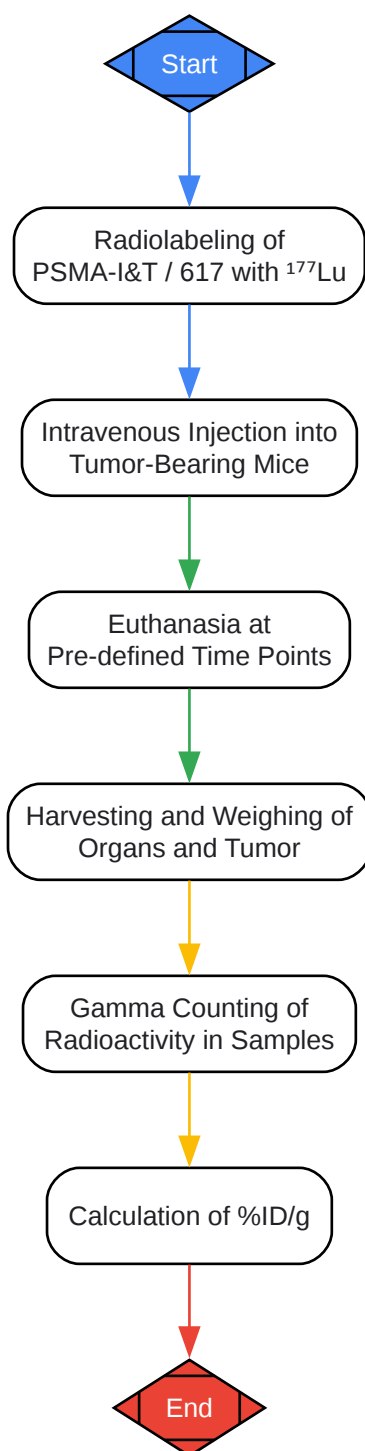 Start
Radiolabeling of
PSMA-I&T / 617 with ¹⁷⁷Lu
Intravenous Injection into
Tumor-Bearing Mice
Euthanasia at
Pre-defined Time Points
Harvesting and Weighing of
Organs and Tumor
Gamma Counting of
Radioactivity in Samples
Calculation of %ID/g
End